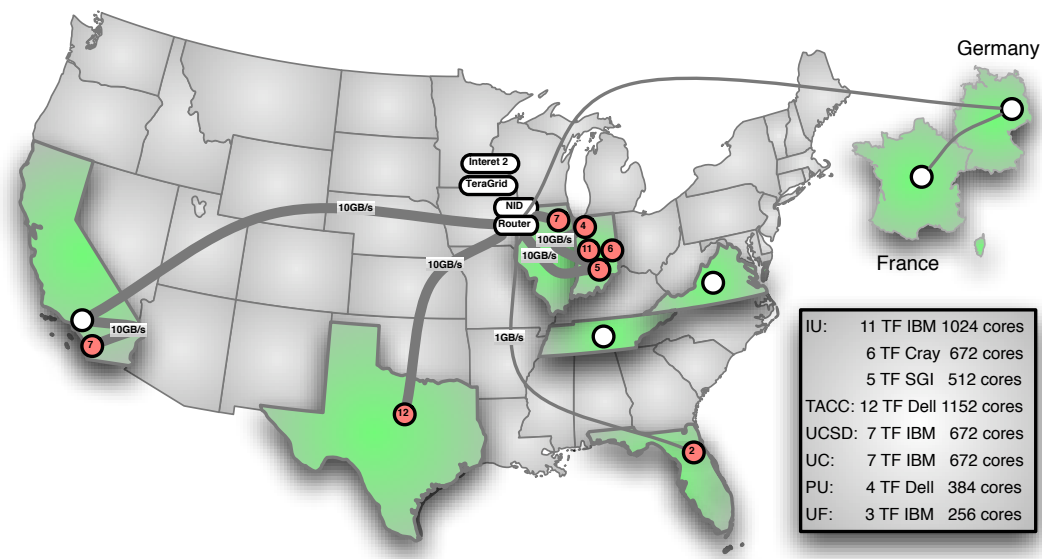 Germany
Interet 2
TeraGrid
NID
Router
7
4
11
6
5
10GB/s
10GB/s
10GB/s
10GB/s
10GB/s
7
1GB/s
12
2
France
IU: 11 TF IBM 1024 cores
6 TF Cray 672 cores
5 TF SGI 512 cores
TACC: 12 TF Dell 1152 cores
UCSD: 7 TF IBM 672 cores
UC: 7 TF IBM 672 cores
PU: 4 TF Dell 384 cores
UF: 3 TF IBM 256 cores